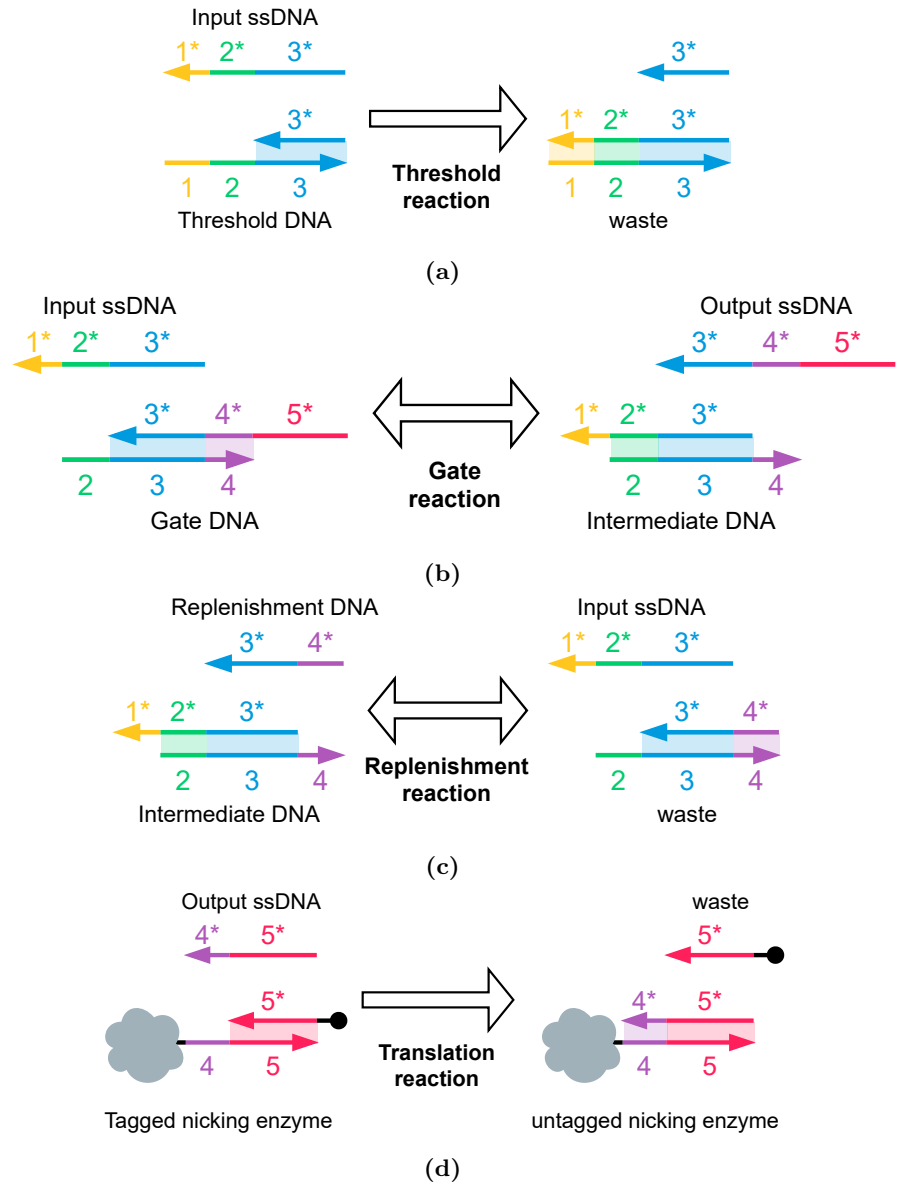 Input ssDNA
1* 2* 3* 3*
3* 1* 2* 3*
1 2 3 Threshold reaction 1 2 3
Threshold DNA waste
(a)
Input ssDNA Output ssDNA
1* 2* 3* 3* 4* 5*
3* 4* 5* 1* 2* 3*
2 3 4 Gate reaction 2 3 4
Gate DNA Intermediate DNA
(b)
Replenishment DNA Input ssDNA
3* 4* 1* 2* 3*
1* 2* 3* 3* 4*
2 3 4 Replenishment reaction 2 3 4
Intermediate DNA waste
(c)
Output ssDNA waste
4* 5* 5*
5* 4* 5*
4 5 Translation reaction 4 5
Tagged nicking enzyme untagged nicking enzyme
(d)